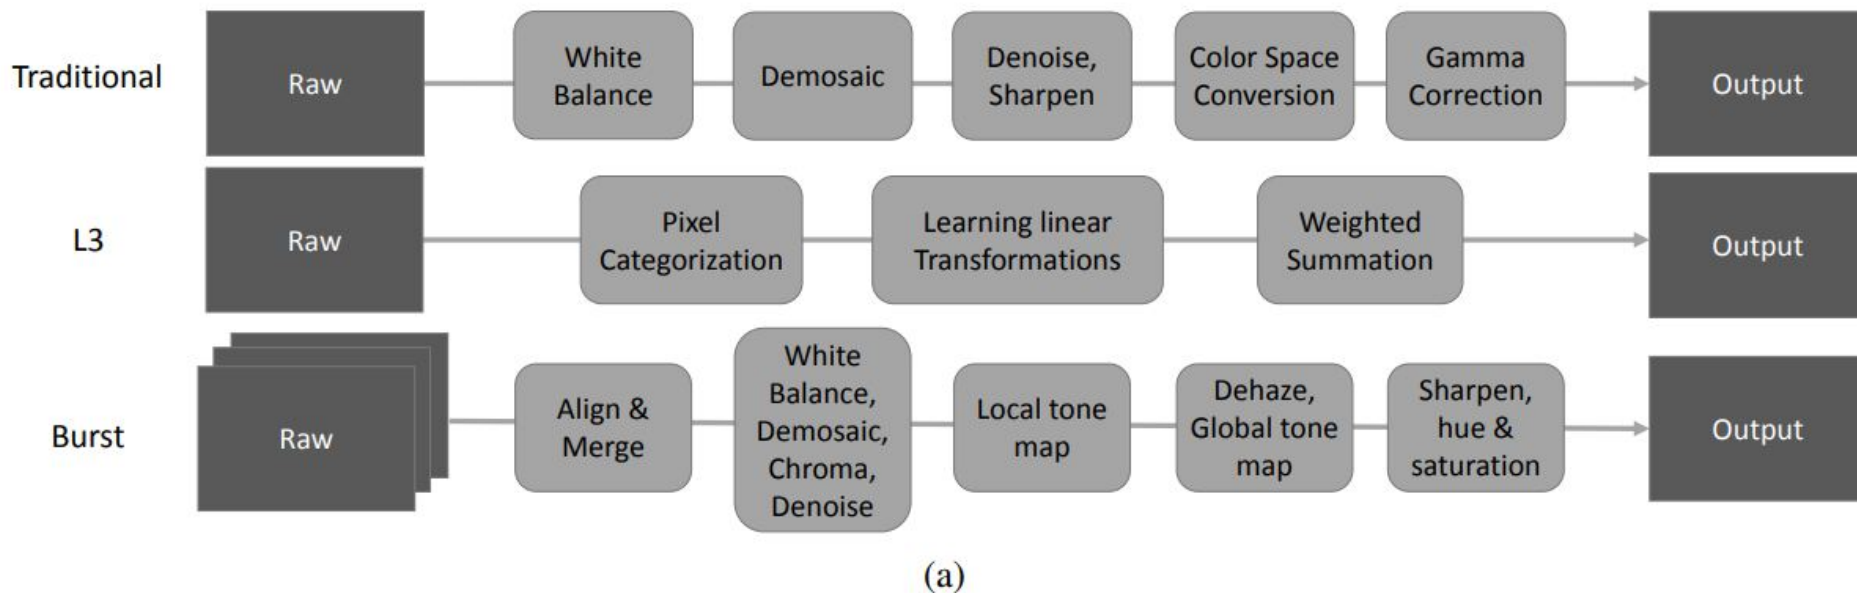 Traditional
Raw
White
Balance
Demosaic
Denoise,
Sharpen
Color Space
Conversion
Gamma
Correction
Output
L3
Raw
Pixel
Categorization
Learning linear
Transformations
Weighted
Summation
Output
Burst
Raw
Align &
Merge
White
Balance,
Demosaic,
Chroma,
Denoise
Local tone
map
Dehaze,
Global tone
map
Sharpen,
hue &
saturation
Output
(a)